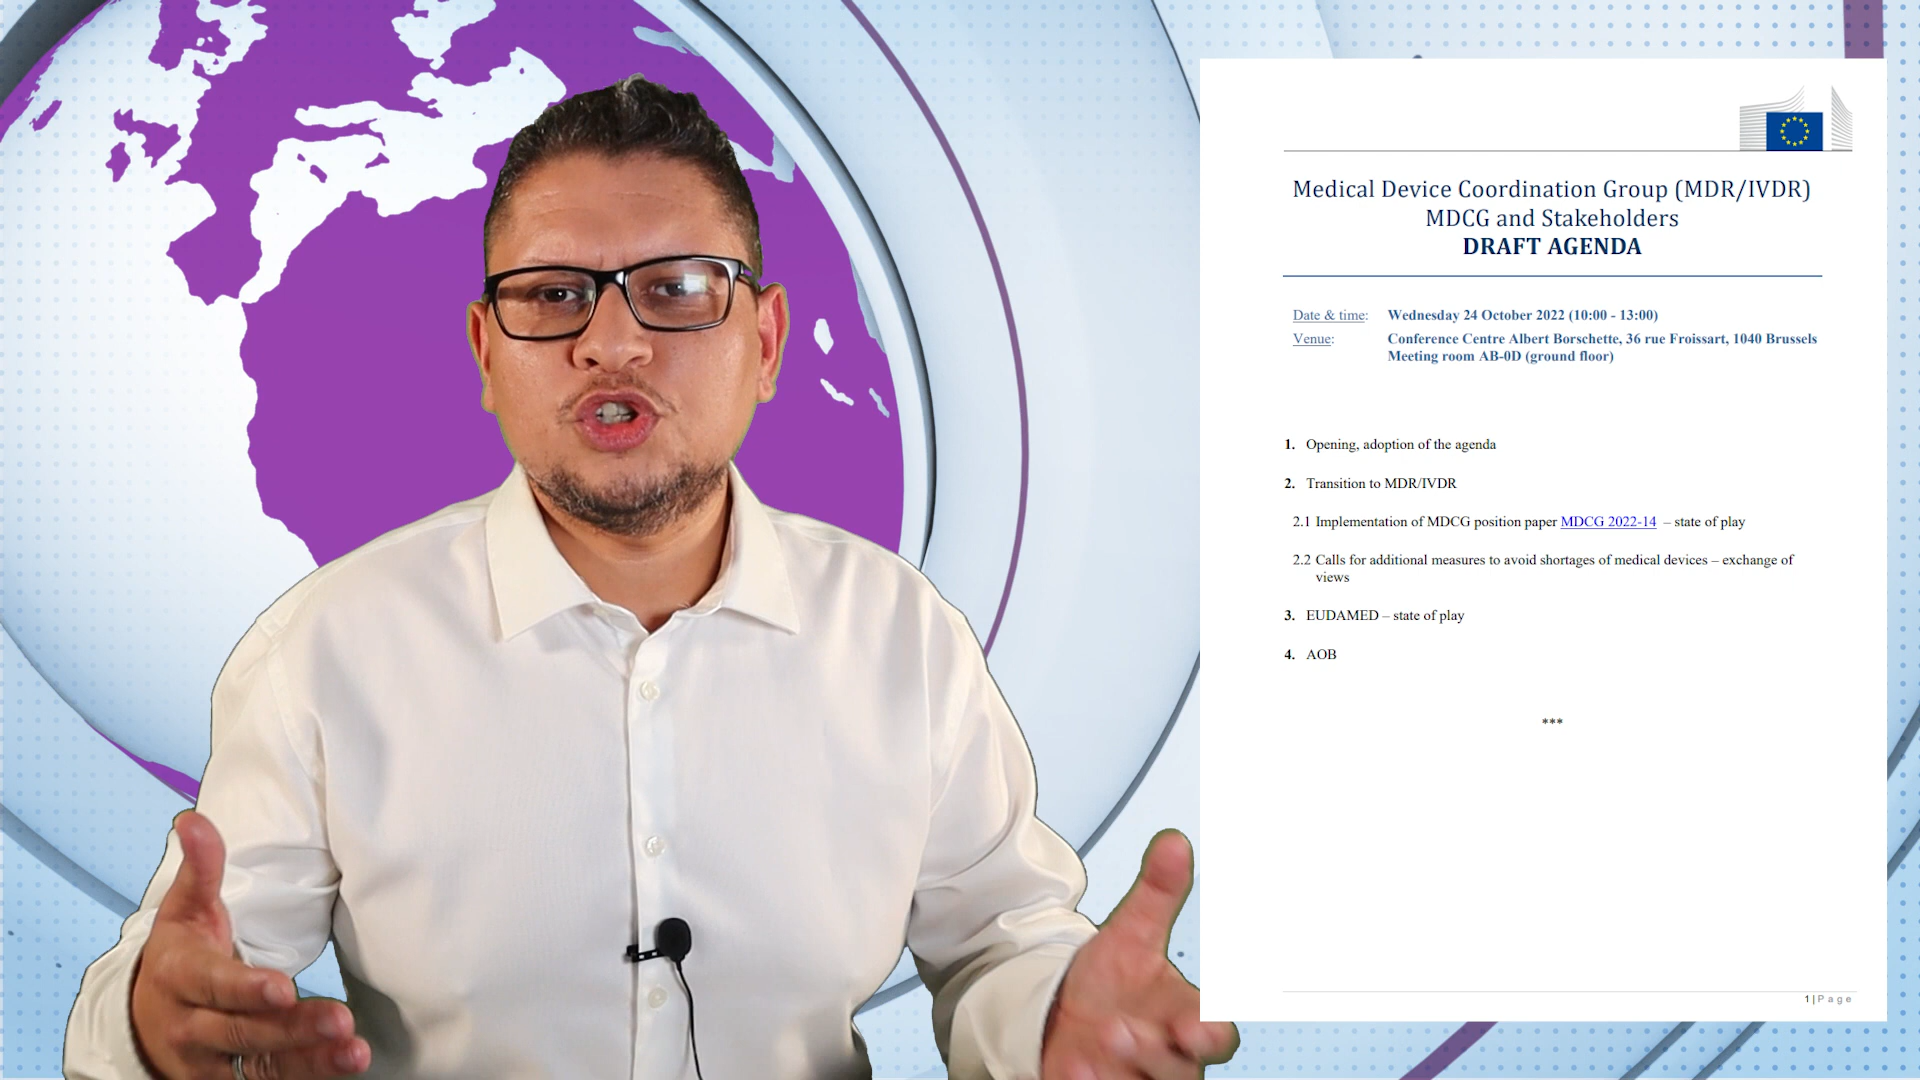 Medical Device Coordination Group (MDR/IVDR)
MDCG and Stakeholders
DRAFT AGENDA
Date & time: Wednesday 24 October 2022 (10:00 - 13:00)
Venue: Conference Centre Albert Borschette, 36 rue Froissart, 1040 Brussels
Meeting room AB-0D (ground floor)
1. Opening, adoption of the agenda
2. Transition to MDR/IVDR
2.1 Implementation of MDCG position paper MDCG 2022-14 – state of play
2.2 Calls for additional measures to avoid shortages of medical devices – exchange of
views
3. EUDAMED – state of play
4. AOB
***
1 | Page